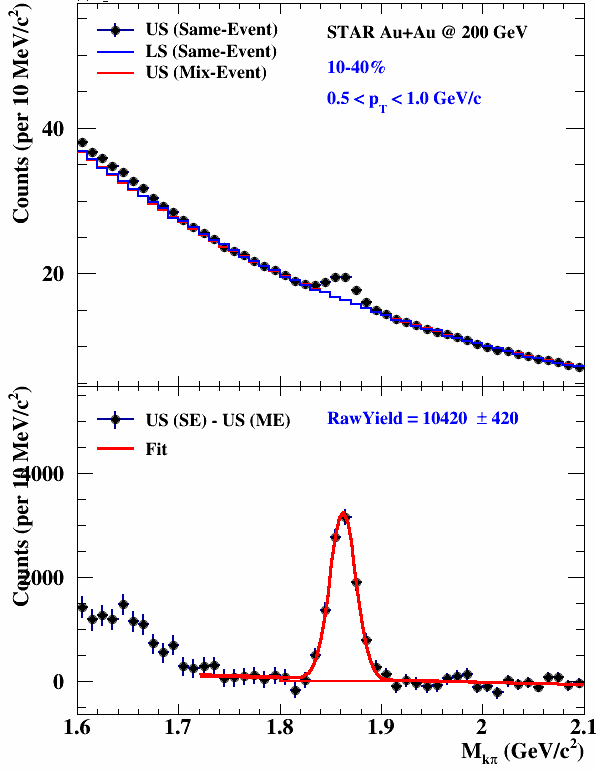 US (Same-Event)
LS (Same-Event)
US (Mix-Event)
STAR Au+Au @ 200 GeV
10-40%
0.5 < p_T < 1.0 GeV/c
Counts (per 10 MeV/c²)
40
20
US (SE) - US (ME)
Fit
RawYield = 10420 ± 420
Counts (per 10 MeV/c²)
4000
2000
0
1.6 1.7 1.8 1.9 2 2.1
M_kπ (GeV/c²)